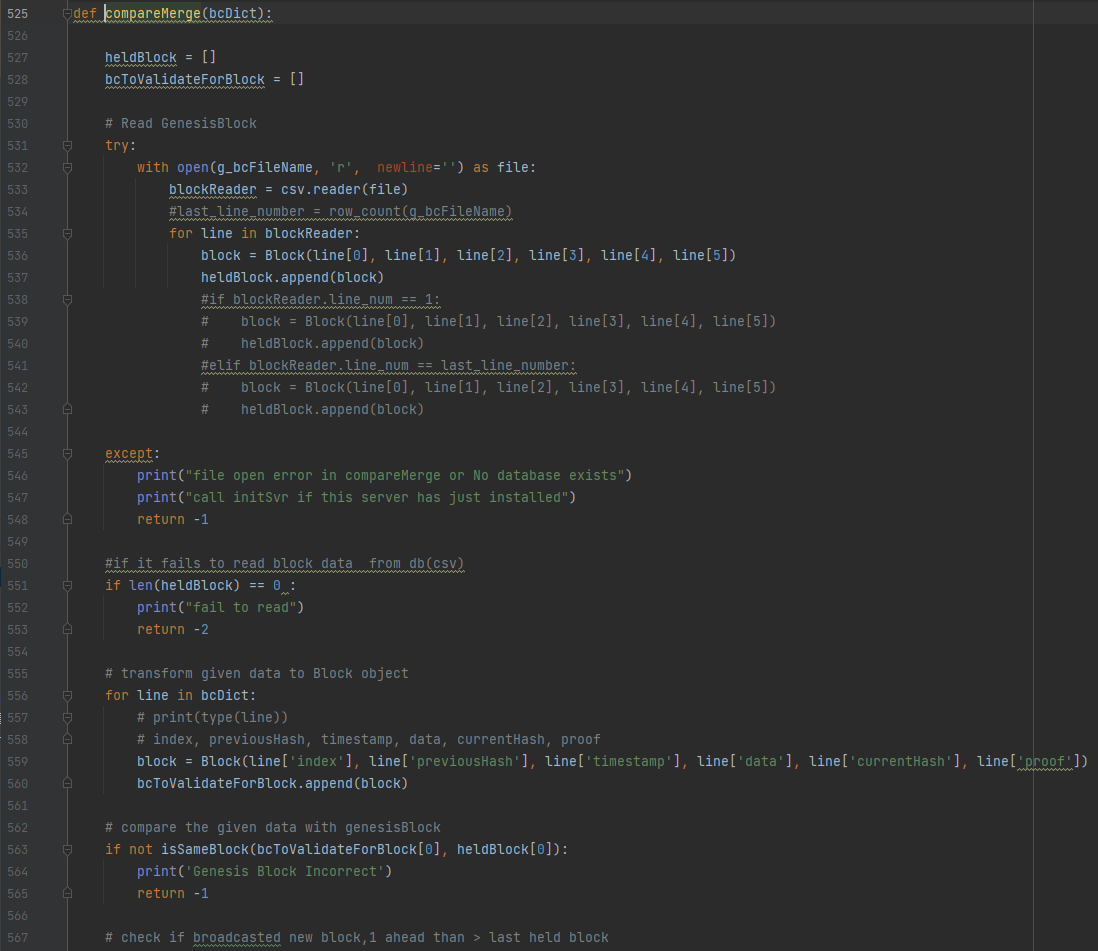 525 def compareMerge(bcDict):
526
527     heldBlock = []
528     bcToValidateForBlock = []
529
530     # Read GenesisBlock
531     try:
532         with open(g_bcFileName, 'r',  newline='') as file:
533             blockReader = csv.reader(file)
534             #last_line_number = row_count(g_bcFileName)
535             for line in blockReader:
536                 block = Block(line[0], line[1], line[2], line[3], line[4], line[5])
537                 heldBlock.append(block)
538                 #if blockReader.line_num == 1:
539                 #    block = Block(line[0], line[1], line[2], line[3], line[4], line[5])
540                 #    heldBlock.append(block)
541                 #elif blockReader.line_num == last_line_number:
542                 #    block = Block(line[0], line[1], line[2], line[3], line[4], line[5])
543                 #    heldBlock.append(block)
544
545     except:
546         print("file open error in compareMerge or No database exists")
547         print("call initSvr if this server has just installed")
548         return -1
549
550     #if it fails to read block data  from db(csv)
551     if len(heldBlock) == 0 :
552         print("fail to read")
553         return -2
554
555     # transform given data to Block object
556     for line in bcDict:
557         # print(type(line))
558         # index, previousHash, timestamp, data, currentHash, proof
559         block = Block(line['index'], line['previousHash'], line['timestamp'], line['data'], line['currentHash'], line['proof'])
560         bcToValidateForBlock.append(block)
561
562     # compare the given data with genesisBlock
563     if not isSameBlock(bcToValidateForBlock[0], heldBlock[0]):
564         print('Genesis Block Incorrect')
565         return -1
566
567     # check if broadcasted new block,1 ahead than > last held block